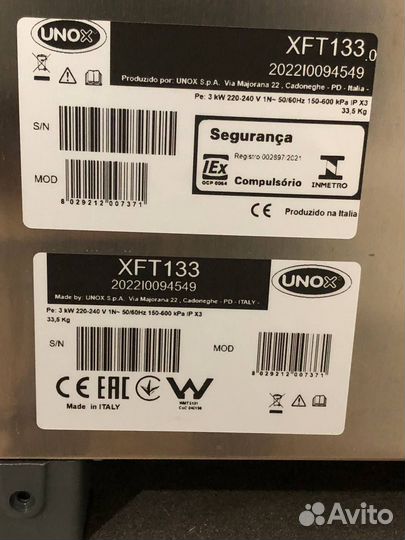 UNOX
XFT133.0
2022I0094549
Produzido por: UNOX S.p.A. Via Majorana 22 , Cadoneghe - PD - Italia -
Pe: 3 kW 220-240 V 1N~ 50/60Hz 150-600 kPa IP X3
33,5 Kg
S/N
MOD
8 029212 007371
Segurança
IEx
OCP 0064
Registro 002897/2021
Compulsório
INMETRO
CE Produzido na Italia
XFT133
2022I0094549
Made by: UNOX S.p.A. Via Majorana 22 , Cadoneghe - PD - ITALY -
UNOX
Pe: 3 kW 220-240 V 1N~ 50/60Hz 150-600 kPa IP X3
33,5 Kg
S/N
MOD
8 029212 007371
CE EAC
WMTS101
Made in ITALY
Avito